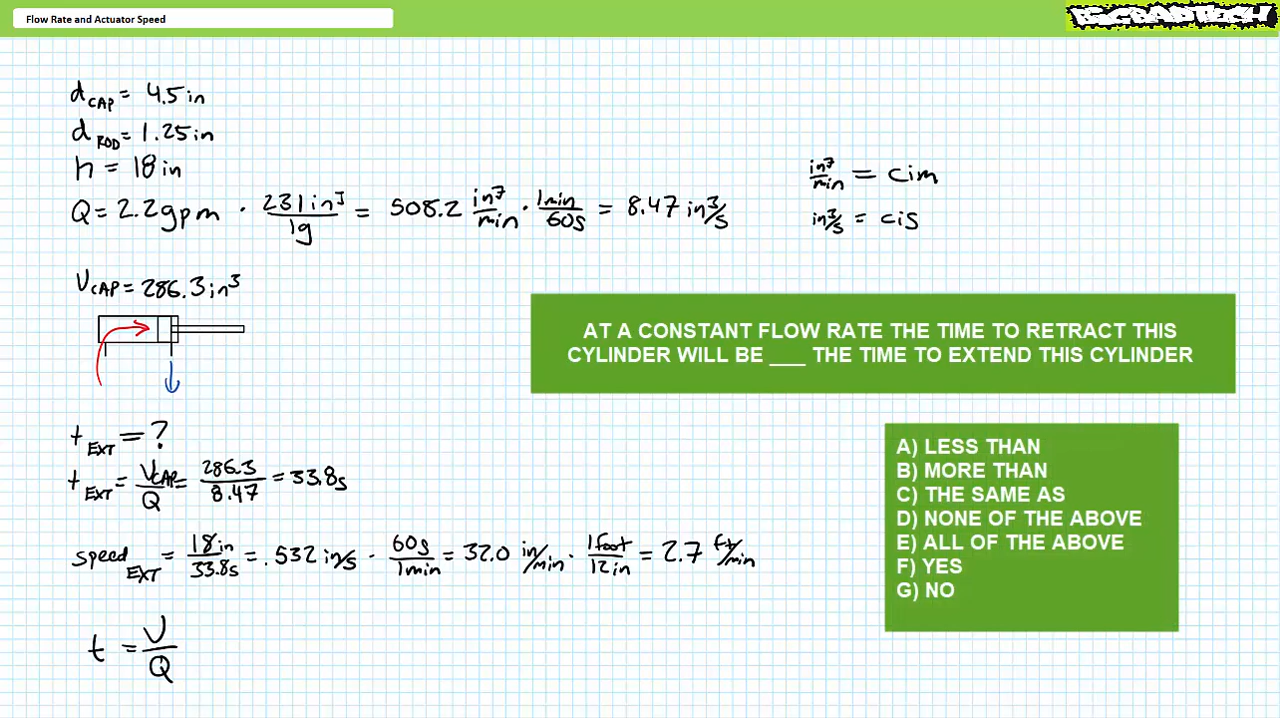 Flow Rate and Actuator Speed
BIGBADTECH
d CAP = 4.5 in
d ROD = 1.25 in
h = 18 in
Q = 2.2 gpm · 231 in³ / 1g = 508.2 in³/min · 1 min / 60s = 8.47 in³/s
in³/min = cim
in³/s = cis
V CAP = 286.3 in³
AT A CONSTANT FLOW RATE THE TIME TO RETRACT THIS
CYLINDER WILL BE ___ THE TIME TO EXTEND THIS CYLINDER
t EXT = ?
t EXT = V CAP / Q = 286.3 / 8.47 = 33.8s
speed EXT = 18 in / 33.8s = .532 in/s · 60s / 1 min = 32.0 in/min · 1 foot / 12 in = 2.7 ft/min
t = V / Q
A) LESS THAN
B) MORE THAN
C) THE SAME AS
D) NONE OF THE ABOVE
E) ALL OF THE ABOVE
F) YES
G) NO